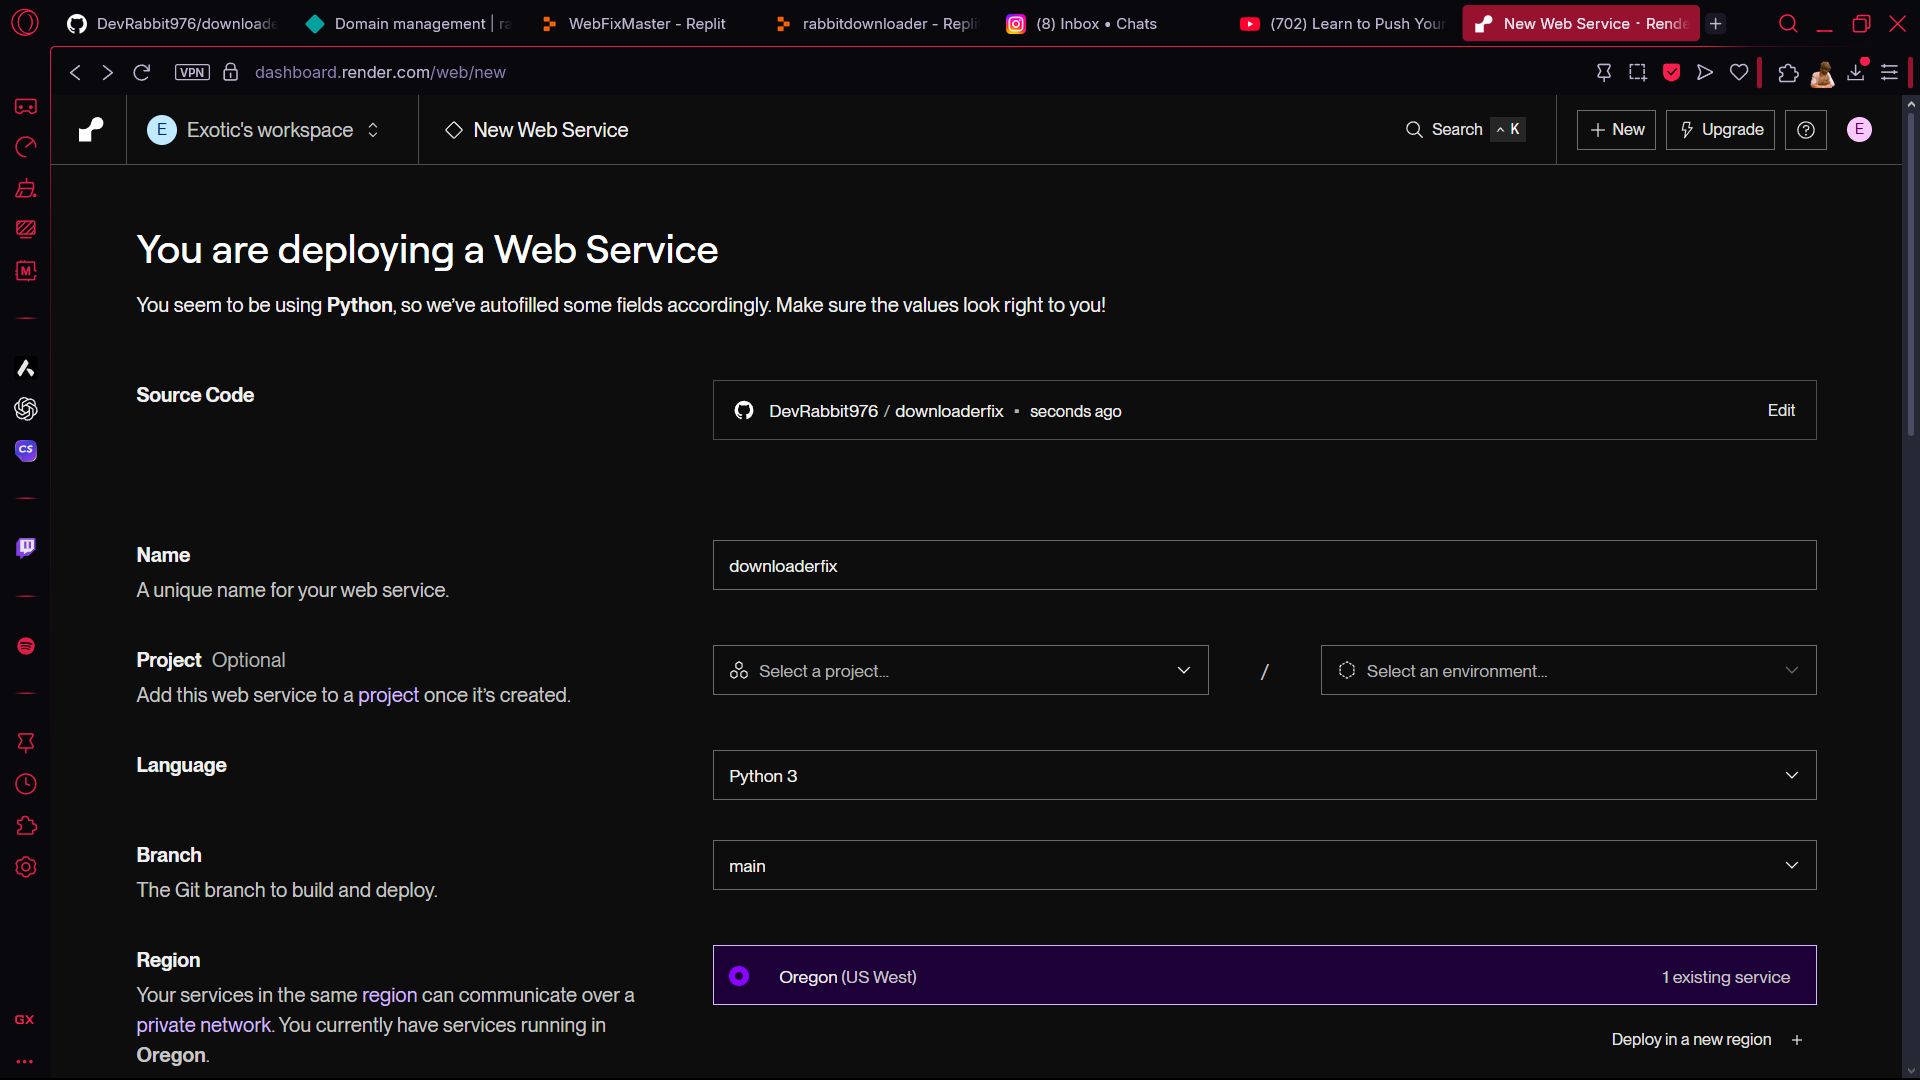 DevRabbit976/downloade
Domain management | ra
WebFixMaster - Replit
rabbitdownloader - Repli
(8) Inbox • Chats
(702) Learn to Push Your
New Web Service · Rende
VPN
dashboard.render.com/web/new
E
Exotic's workspace
New Web Service
Search
K
New
Upgrade
E
M
CS
You are deploying a Web Service
You seem to be using Python, so we've autofilled some fields accordingly. Make sure the values look right to you!
Source Code
DevRabbit976 / downloaderfix • seconds ago
Edit
Name
A unique name for your web service.
downloaderfix
Project Optional
Add this web service to a project once it's created.
Select a project...
/
Select an environment...
Language
Python 3
Branch
The Git branch to build and deploy.
main
Region
Your services in the same region can communicate over a
private network. You currently have services running in
Oregon.
Oregon (US West)
1 existing service
Deploy in a new region +
GX